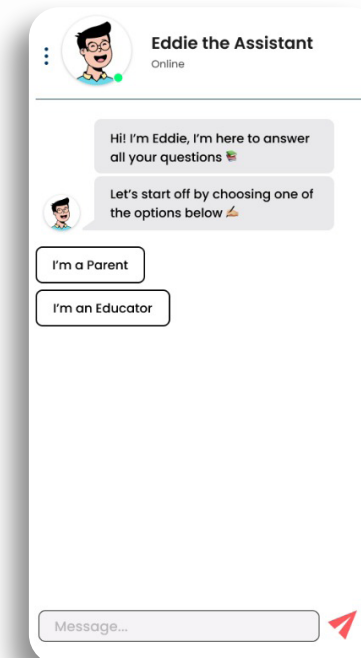 Eddie the Assistant
Online
Hi! I'm Eddie, I'm here to answer
all your questions 📚
Let's start off by choosing one of
the options below ✍🏼
I'm a Parent
I'm an Educator
Message...